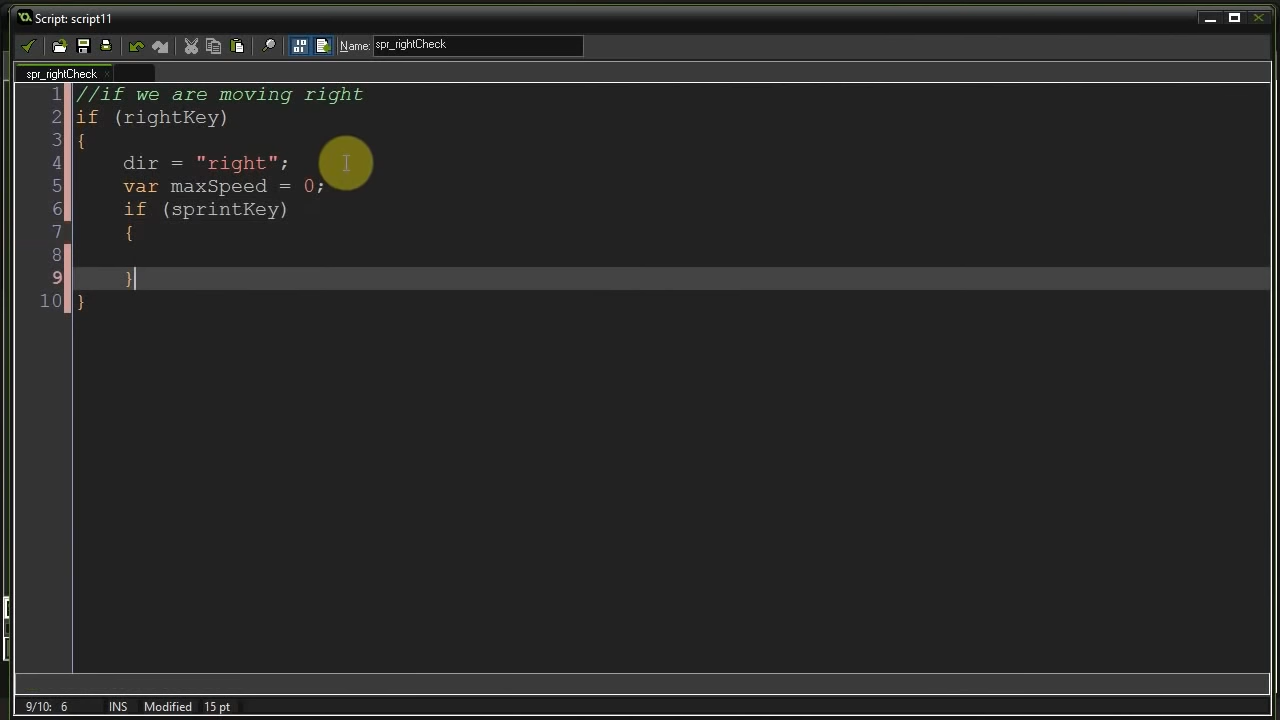 Script: script11
Name: spr_rightCheck
spr_rightCheck
1 //if we are moving right
2 if (rightKey)
3 {
4 dir = "right";
5 var maxSpeed = 0;
6 if (sprintKey)
7 {
8
9 }
10 }
9/10: 6 INS Modified 15 pt